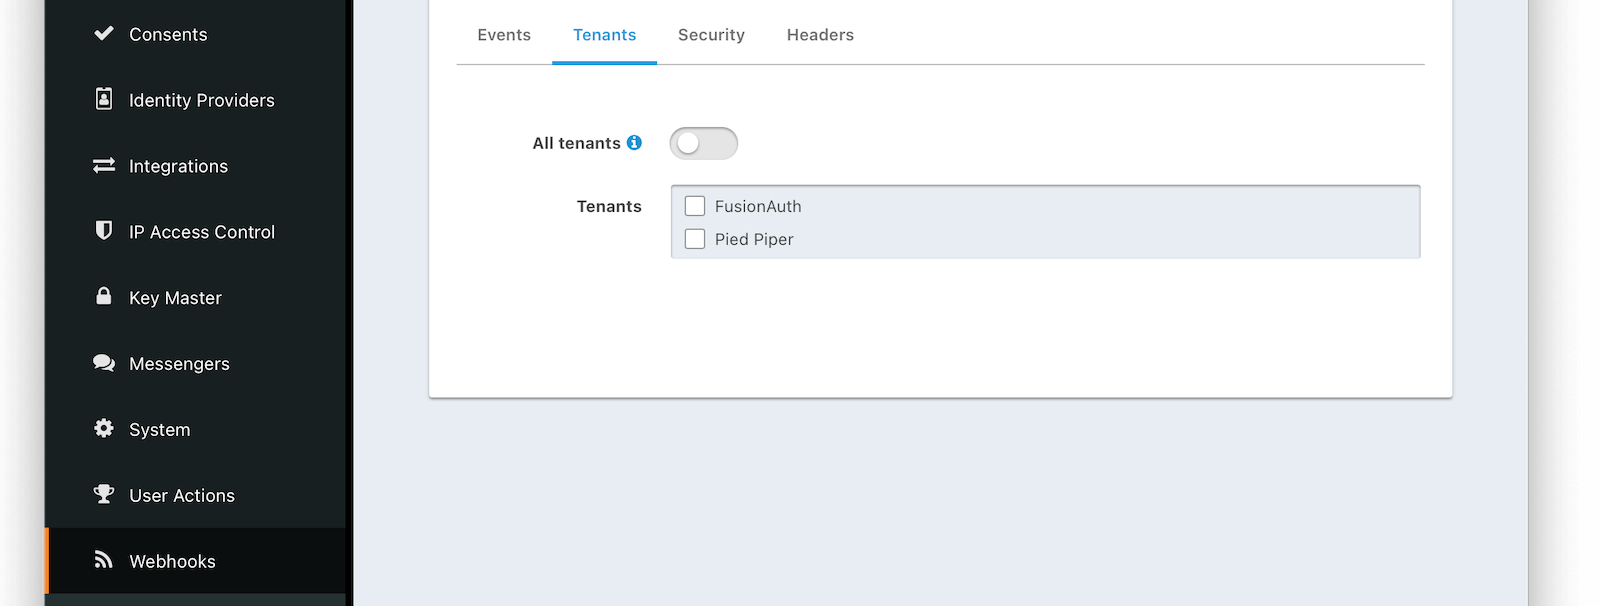 Consents
Identity Providers
Integrations
IP Access Control
Key Master
Messengers
System
User Actions
Webhooks
Events Tenants Security Headers
All tenants
Tenants
FusionAuth
Pied Piper